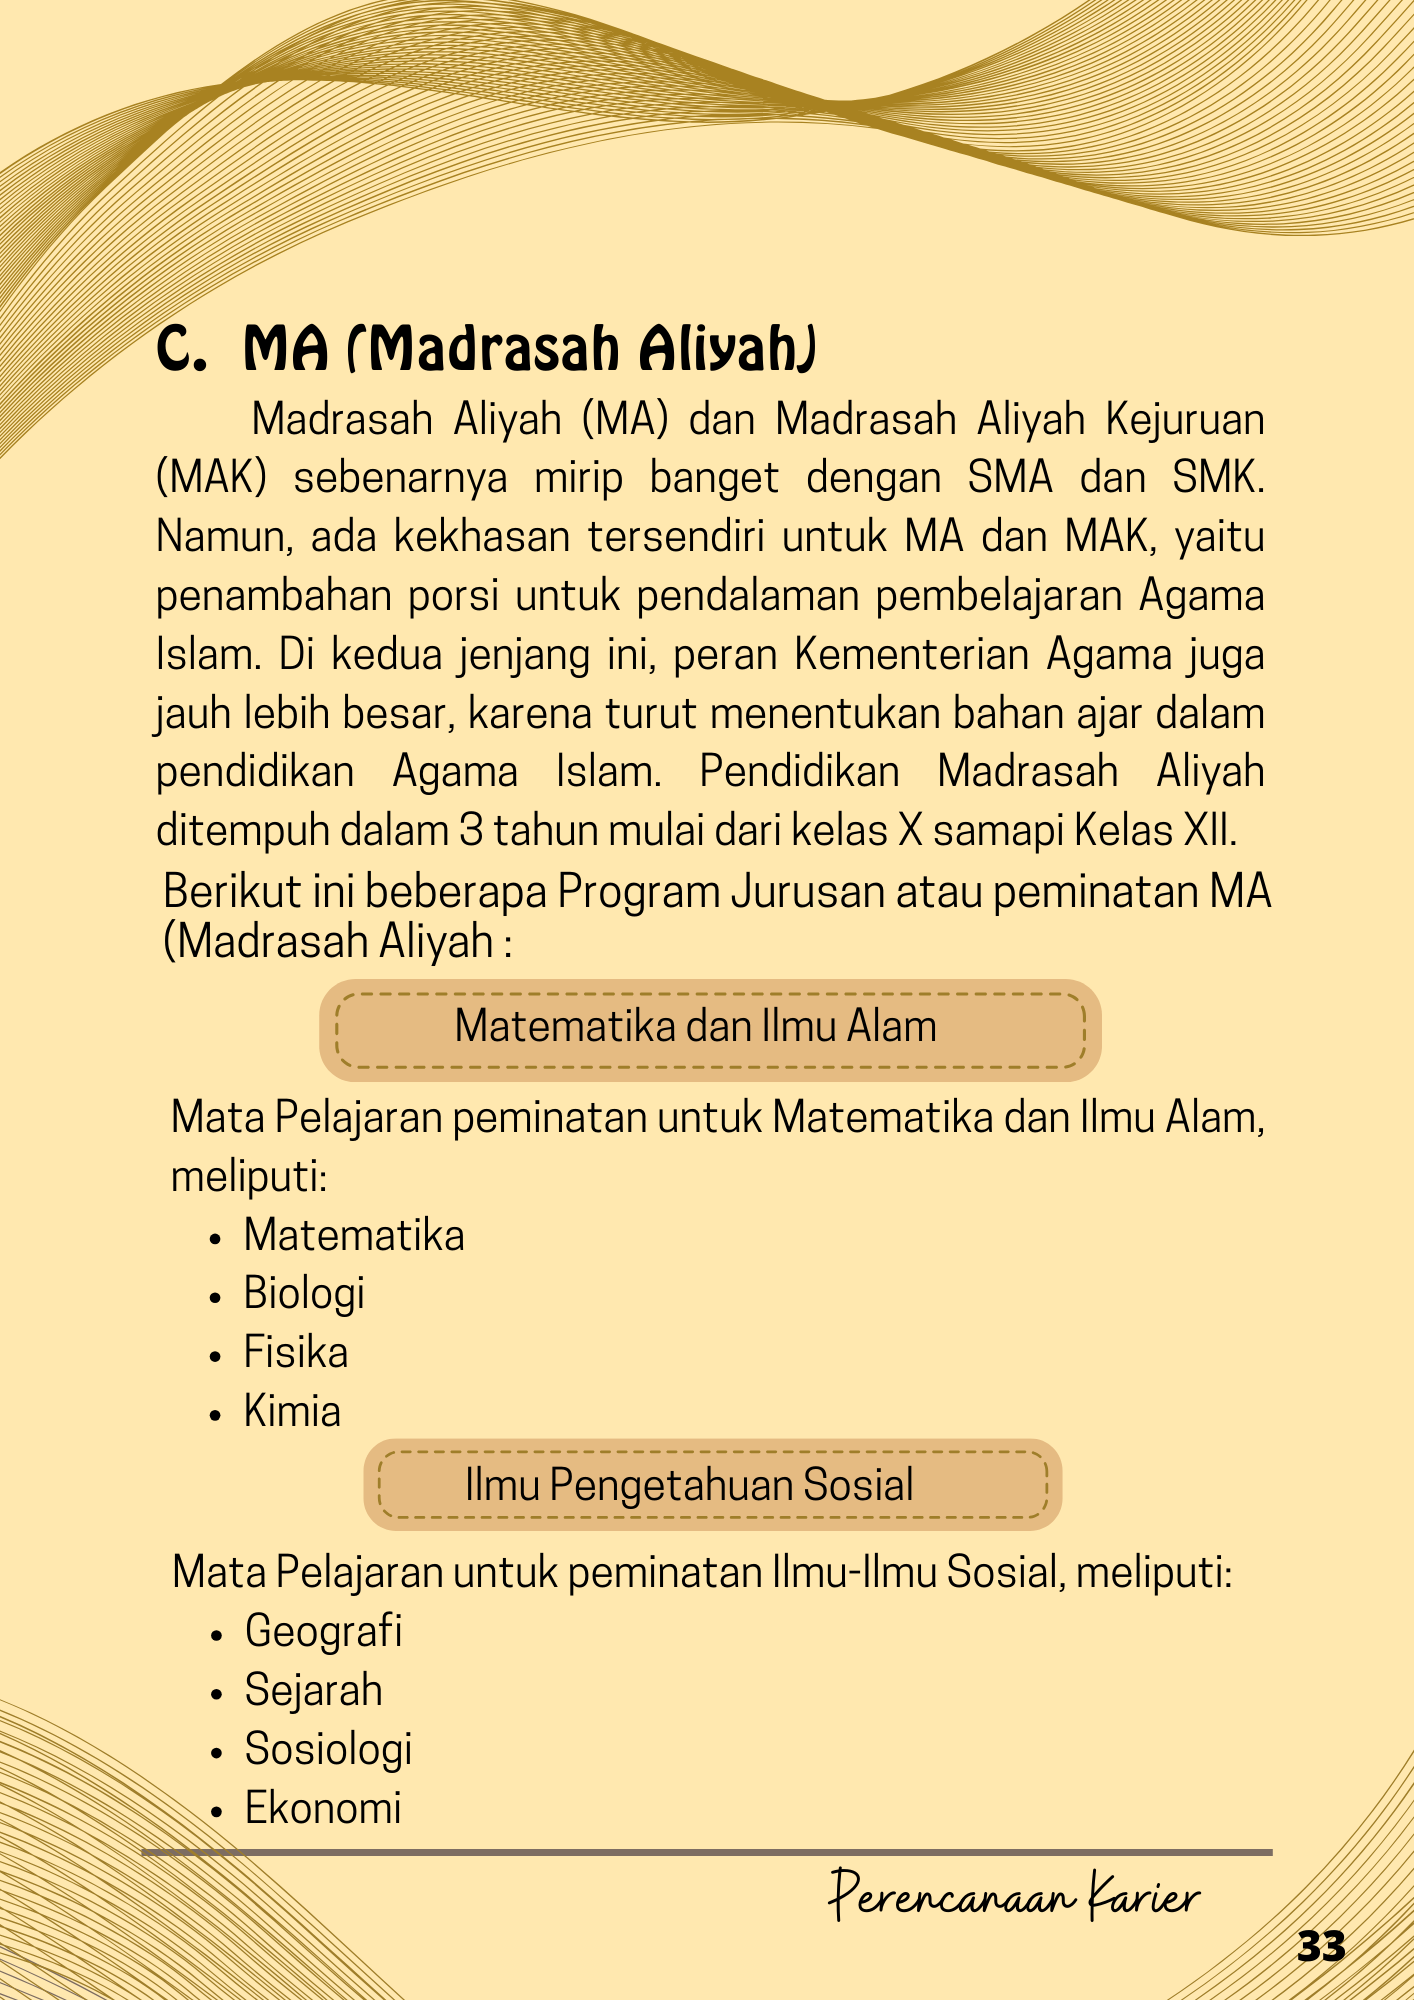 C. MA (Madrasah Aliyah)
Madrasah Aliyah (MA) dan Madrasah Aliyah Kejuruan
(MAK) sebenarnya mirip banget dengan SMA dan SMK.
Namun, ada kekhasan tersendiri untuk MA dan MAK, yaitu
penambahan porsi untuk pendalaman pembelajaran Agama
Islam. Di kedua jenjang ini, peran Kementerian Agama juga
jauh lebih besar, karena turut menentukan bahan ajar dalam
pendidikan Agama Islam. Pendidikan Madrasah Aliyah
ditempuh dalam 3 tahun mulai dari kelas X samapi Kelas XII.
Berikut ini beberapa Program Jurusan atau peminatan MA
(Madrasah Aliyah :
Matematika dan Ilmu Alam
Mata Pelajaran peminatan untuk Matematika dan Ilmu Alam,
meliputi:
• Matematika
• Biologi
• Fisika
• Kimia
Ilmu Pengetahuan Sosial
Mata Pelajaran untuk peminatan Ilmu-Ilmu Sosial, meliputi:
• Geografi
• Sejarah
• Sosiologi
• Ekonomi
Perencanaan Karier
33